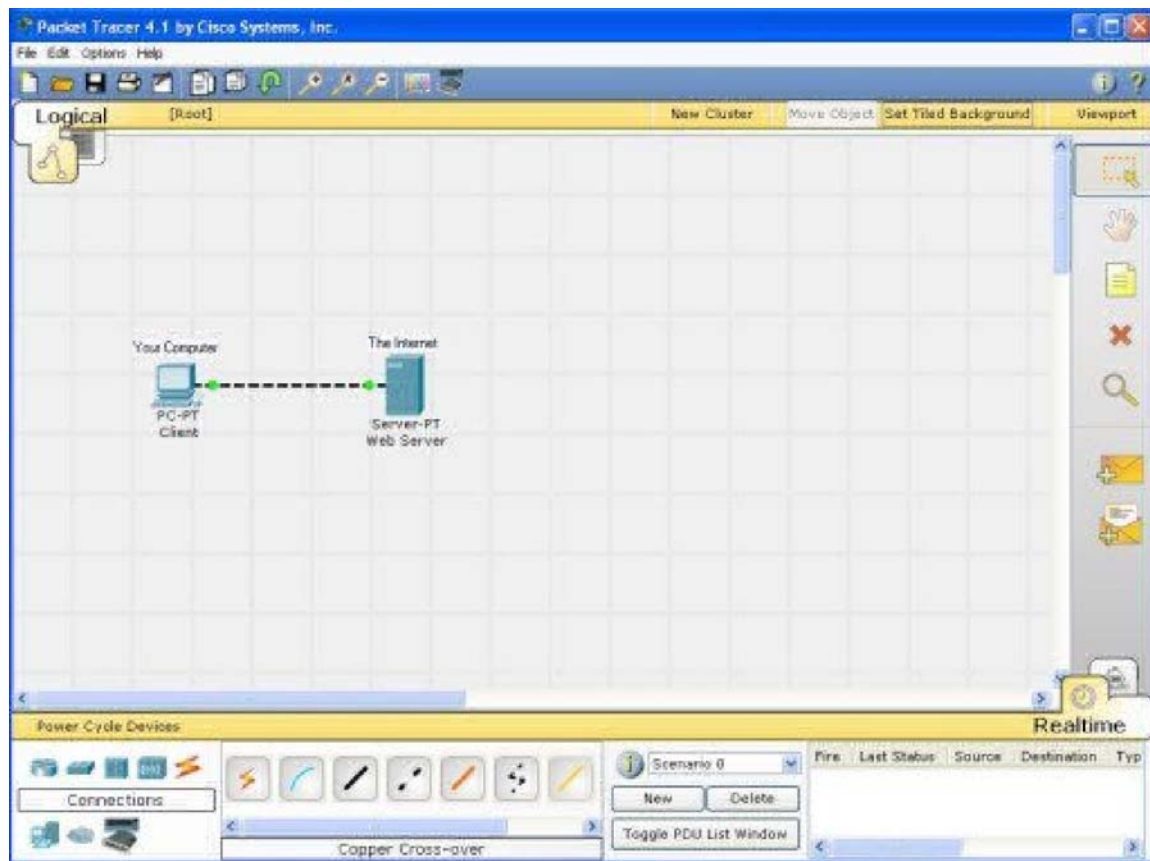 Packet Tracer 4.1 by Cisco Systems, Inc.
File Edit Options Help
Logical [Root] New Cluster Move Object Set Tiled Background Viewport
Your Computer
The Internet
PC-PT
Client
Server-PT
Web Server
Power Cycle Devices
Realtime
Connections
Copper Cross-over
Scenario 0
New Delete
Toggle PDU List Window
Fire Last Status Source Destination Typ